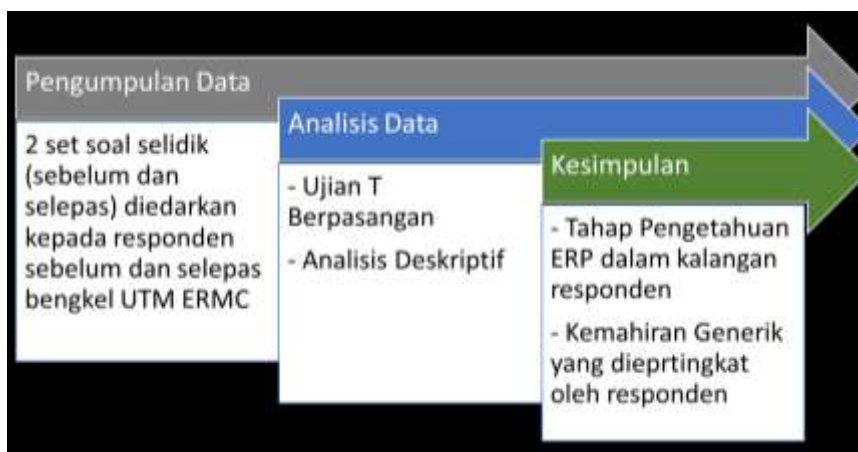 Pengumpulan Data
2 set soal selidik
(sebelum dan
selepas) diedarkan
kepada responden
sebelum dan selepas
bengkel UTM ERMC
Analisis Data
- Ujian T
Berpasangan
- Analisis Deskriptif
Kesimpulan
- Tahap Pengetahuan
ERP dalam kalangan
responden
- Kemahiran Generik
yang dieprtingkat
oleh responden